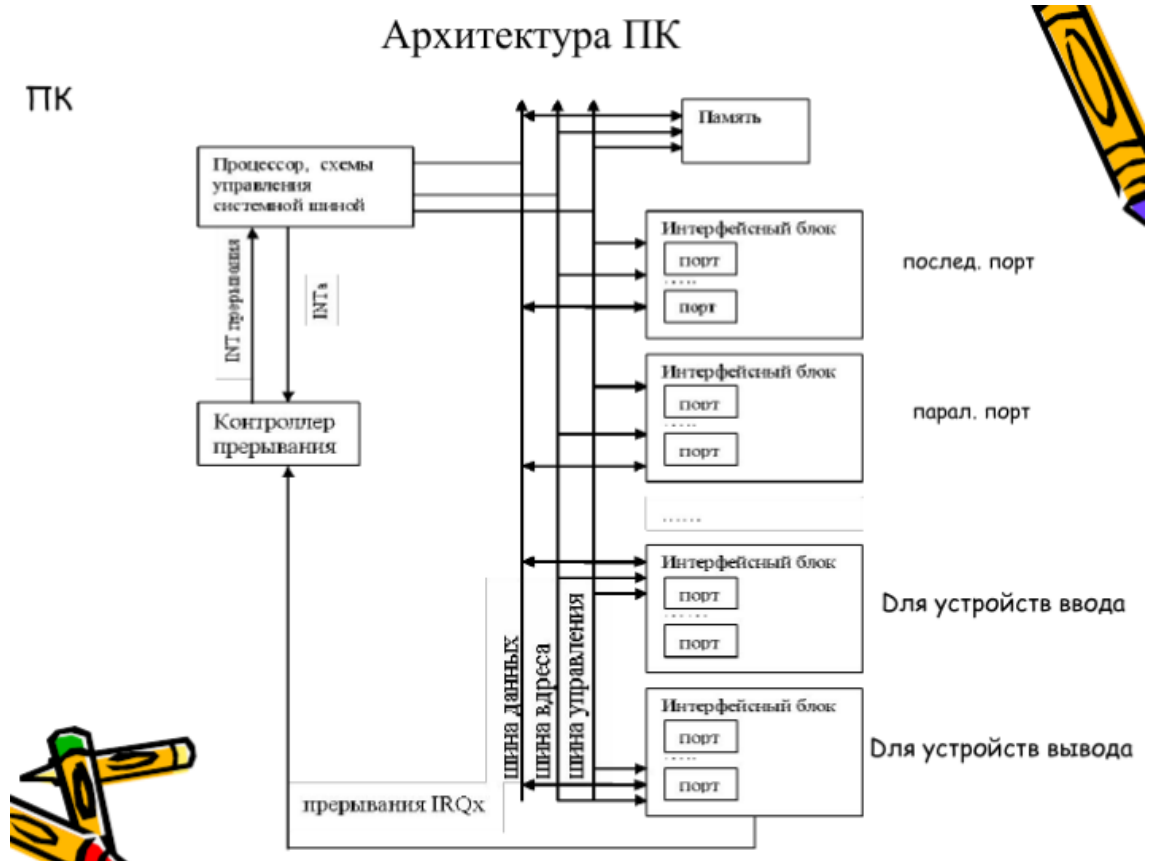 Архитектура ПК
ПК
Память
Процессор, схемы
управления
системной шиной
INT прерывания
INTa
Контроллер
прерывания
Интерфейсный блок
порт
......
порт
послед. порт
Интерфейсный блок
порт
......
порт
парал. порт
......
Интерфейсный блок
порт
......
порт
Для устройств ввода
Интерфейсный блок
порт
......
порт
Для устройств вывода
шина данных
шина вдреса
шина управления
прерывания IRQx